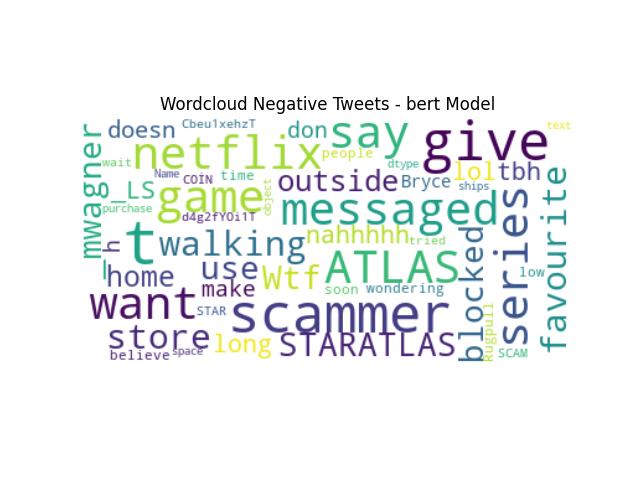 Wordcloud Negative Tweets - bert Model
doesn
Cbeu1xehzT
don
say
give
text
mwagner
netflix
people
wait
Name
COİN
time
object
dtype
lol
tbh
_LS
game
outside
Bryce
ships
purchase
d4g2fYOi1T
messaged
series
favourite
_h
t
walking
nahhhhh
tried
blocked
home
use
Wtf
ATLAS
low
make
soon
wondering
want
STAR
scammer
Rugpull
store
long
STARATLAS
SCAM
believe
space